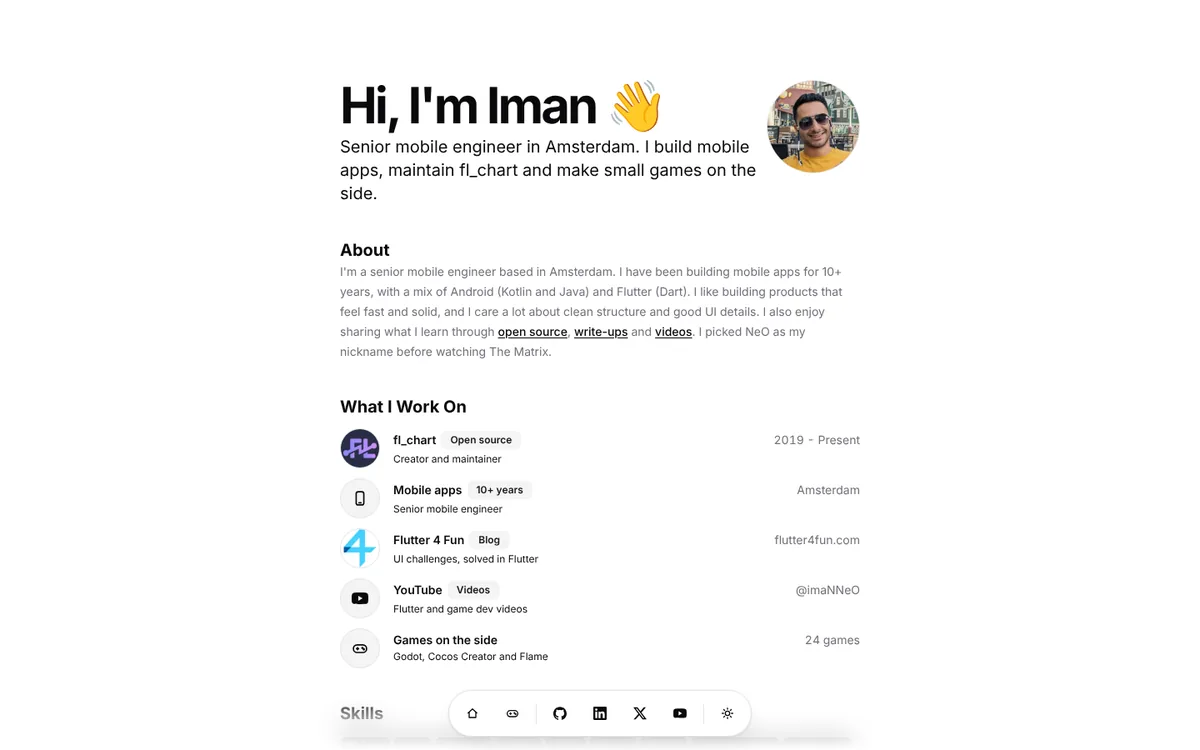 Hi, I'm Iman 👋
Senior mobile engineer in Amsterdam. I build mobile
apps, maintain fl_chart and make small games on the
side.
About
I'm a senior mobile engineer based in Amsterdam. I have been building mobile apps for 10+
years, with a mix of Android (Kotlin and Java) and Flutter (Dart). I like building products that
feel fast and solid, and I care a lot about clean structure and good UI details. I also enjoy
sharing what I learn through open source, write-ups and videos. I picked NeO as my
nickname before watching The Matrix.
What I Work On
fl_chart Open source 2019 - Present
Creator and maintainer
Mobile apps 10+ years Amsterdam
Senior mobile engineer
Flutter 4 Fun Blog flutter4fun.com
UI challenges, solved in Flutter
YouTube Videos @imaNNeO
Flutter and game dev videos
Games on the side 24 games
Godot, Cocos Creator and Flame
Skills